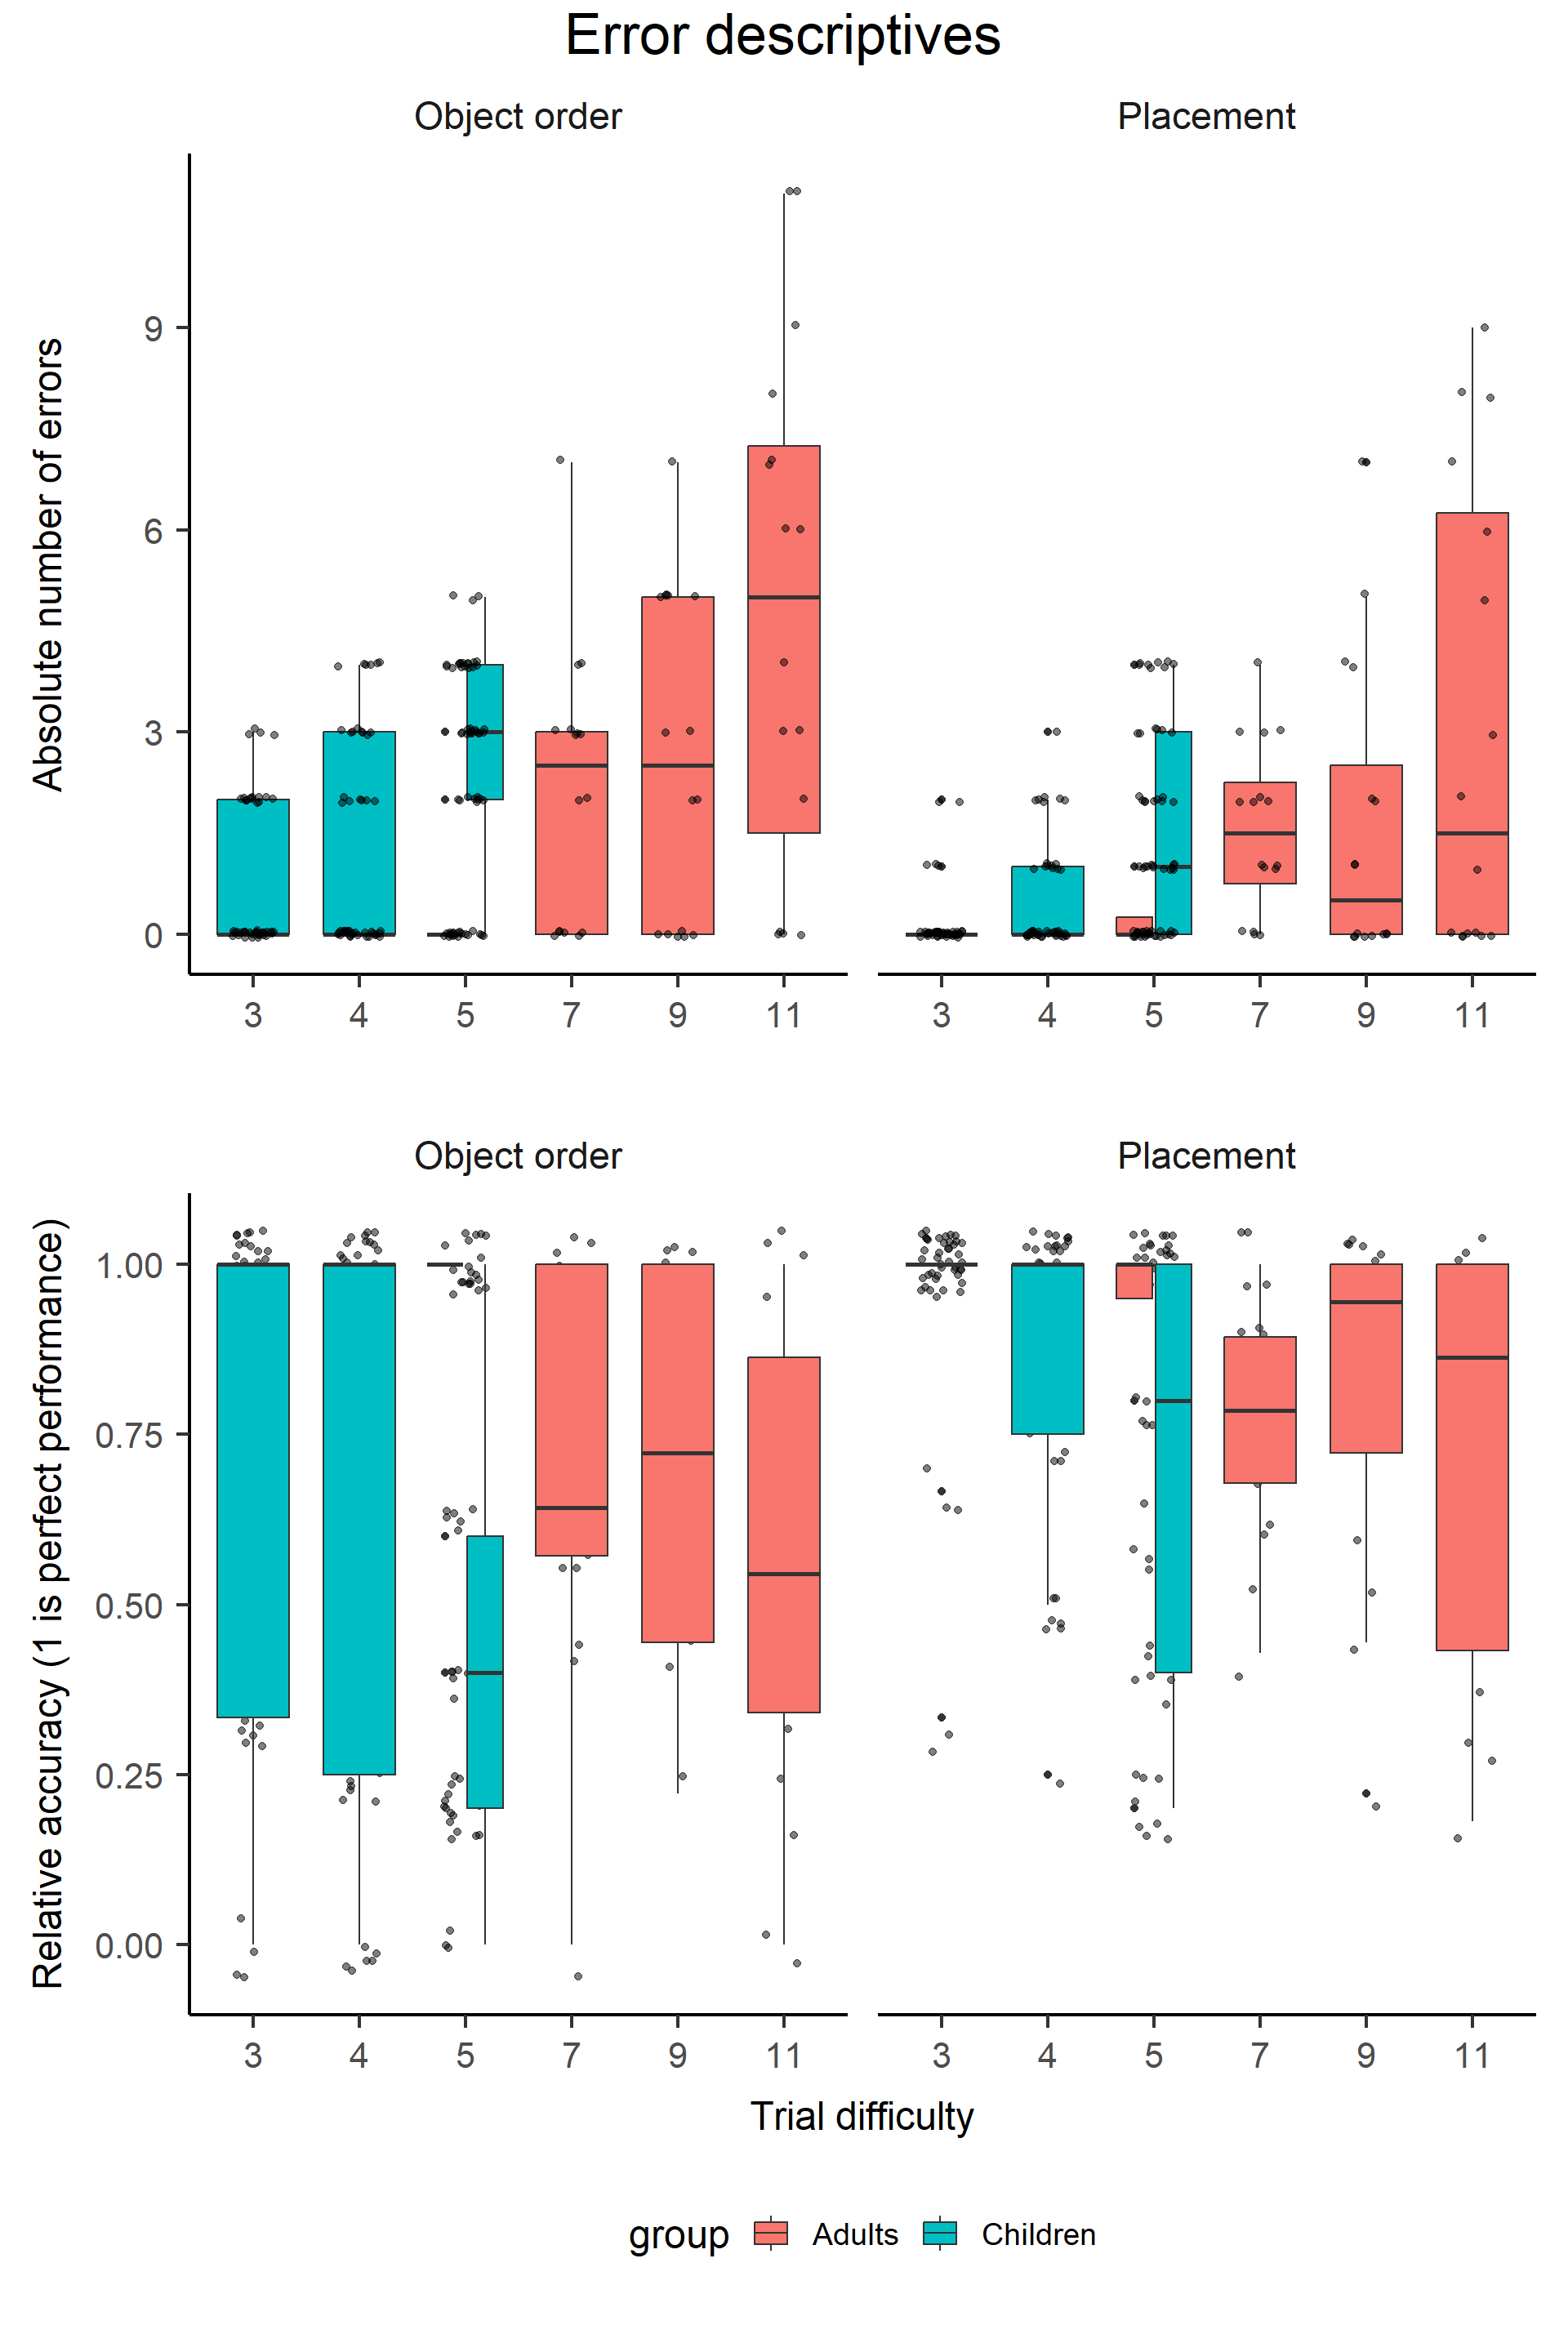 Error descriptives
Object order Placement
Absolute number of errors
9
6
3
0
3 4 5 7 9 11 3 4 5 7 9 11
Object order Placement
Relative accuracy (1 is perfect performance)
1.00
0.75
0.50
0.25
0.00
3 4 5 7 9 11 3 4 5 7 9 11
Trial difficulty
group Adults Children